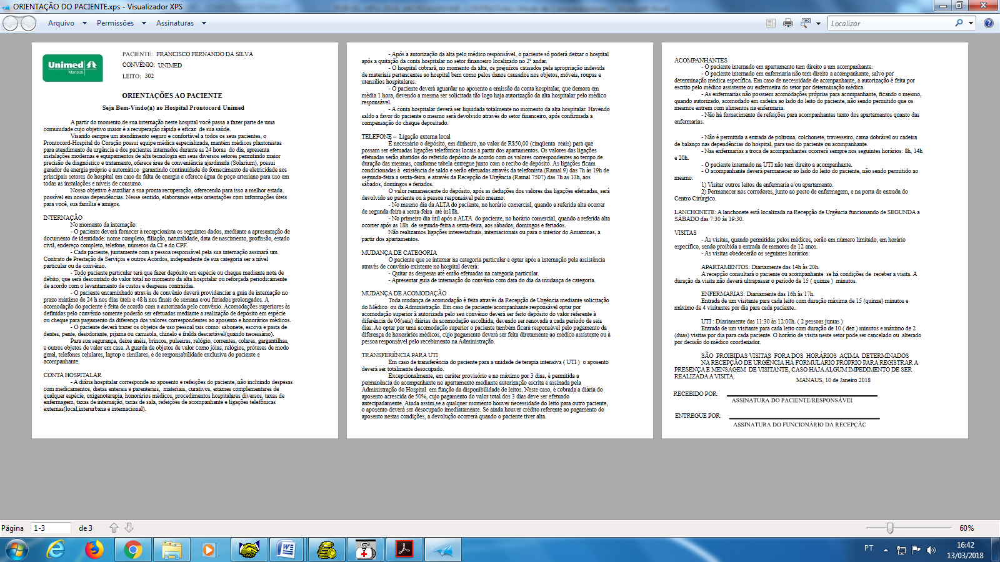 ORIENTAÇÃO DO PACIENTE.xps - Visualizador XPS
Arquivo Permissões Assinaturas
Localizar
Unimed
Manaus
PACIENTE: FRANCISCO FERNANDO DA SILVA
CONVÊNIO: UNIMED
LEITO: 302
ORIENTAÇÕES AO PACIENTE
Seja Bem-Vindo(a) ao Hospital Prontocord Unimed
A partir do momento de sua internação neste hospital você passa a fazer parte de uma
comunidade cujo objetivo maior é a recuperação rápida e eficaz de sua saúde.
Visando sempre um atendimento seguro e confortável a todos os seus pacientes, o
Prontocord-Hospital do Coração possui equipe médica especializada, mantém médicos plantonistas
para atendimento de urgência e dos pacientes internados durante as 24 horas do dia, apresenta
instalações modernas e equipamentos de alta tecnologia em seus diversos setores permitindo maior
precisão de diagnóstico e tratamento, oferece área de conveniência ajardinada (Solarium), possui
gerador de energia próprio e automático garantindo continuidade do fornecimento de eletricidade aos
principais setores do hospital em caso de falta de energia e oferece água de poço artesiano para uso em
todas as instalações e níveis de consumo.
Nosso objetivo é auxiliar a sua pronta recuperação, oferecendo para isso a melhor estada
possível em nossas dependências. Nesse sentido, elaboramos estas orientações com informações úteis
para você, sua família e amigos.
INTERNAÇÃO
No momento da internação:
- O paciente deverá fornecer à recepcionista os seguintes dados, mediante a apresentação de
documento de identidade: nome completo, filiação, naturalidade, data de nascimento, profissão, estado
civil, endereço completo, telefone, números da CI e do CPF.
- Cada paciente, juntamente com a pessoa responsável pela sua internação assinará um
Contrato de Prestação de Serviços e outros Acordos, independente de sua categoria ser a nível
particular ou de convênio.
- Todo paciente particular terá que fazer depósito em espécie ou cheque mediante nota de
débito, que será descontado do valor total no momento da alta hospitalar ou reforçada periodicamente
de acordo com o levantamento de custos e despesas contraídas.
- O paciente encaminhado através de convênio deverá providenciar a guia de internação no
prazo máximo de 24 h nos dias úteis e 48 h nos finais de semana e/ou feriados prolongados. A
acomodação do paciente é feita de acordo com a autorizada pelo convênio. Acomodações superiores às
definidas pelo convênio somente poderão ser efetuadas mediante a realização de depósito em espécie
ou cheque para pagamento da diferença dos valores correspondentes ao aposento e honorários médicos.
- O paciente deverá trazer os objetos de uso pessoal tais como: sabonete, escova e pasta de
dentes, pente, desodorante, pijama ou camisola, chinelo e fralda descartável(quando necessário).
Para sua segurança, deixe anéis, brincos, pulseiras, relógio, correntes, colares, gargantilhas,
e outros objetos de valor em casa. A guarda de objetos de valor como jóias, relógios, próteses de modo
geral, telefones celulares, laptop e similares, é de responsabilidade exclusiva do paciente e
acompanhante.
CONTA HOSPITALAR
- A diária hospitalar corresponde ao aposento e refeições do paciente, não incluindo despesas
com medicamentos, dietas enterais e parenterais, materiais, curativos, exames complementares de
qualquer espécie, oxigenoterapia, honorários médicos, procedimentos hospitalares diversos, taxas de
enfermagem, taxas de internação, taxas de sala, refeições de acompanhante e ligações telefônicas
externas(local,interurbana e internacional).
- Após a autorização da alta pelo médico responsável, o paciente só poderá deixar o hospital
após a quitação da conta hospitalar no setor financeiro localizado no 2º andar.
- O hospital cobrará, no momento da alta, os prejuízos causados pela apropriação indevida
de materiais pertencentes ao hospital bem como pelos danos causados nos objetos, móveis, roupas e
utensílios hospitalares.
- O paciente deverá aguardar no aposento a emissão da conta hospitalar, que demora em
média 1 hora, devendo a mesma ser solicitada tão logo haja autorização da alta hospitalar pelo médico
responsável.
- A conta hospitalar deverá ser liquidada totalmente no momento da alta hospitalar. Havendo
saldo a favor do paciente o mesmo será devolvido através do setor financeiro, após confirmada a
compensação do cheque depositado.
TELEFONE – Ligação externa local
É necessário o depósito, em dinheiro, no valor de R$50,00 (cinqüenta reais) para que
possam ser efetuadas ligações telefônicas locais a partir dos apartamentos. Os valores das ligações
efetuadas serão abatidos do referido depósito de acordo com os valores correspondentes ao tempo de
duração das mesmas, conforme tabela entregue junto com o recibo de depósito. As ligações ficam
condicionadas à existência de saldo e serão efetuadas através da telefonista (Ramal 9) das 7h às 19h de
segunda-feira a sexta-feira, e através da Recepção de Urgência (Ramal 7507) das 7h as 13h, aos
sábados, domingos e feriados.
O valor remanescente do depósito, após as deduções dos valores das ligações efetuadas, será
devolvido ao paciente ou à pessoa responsável pelo mesmo:
- No mesmo dia da ALTA do paciente, no horário comercial, quando a referida alta ocorrer
de segunda-feira a sexta-feira até às18h.
- No primeiro dia útil após a ALTA do paciente, no horário comercial, quando a referida alta
ocorrer após as 18h de segunda-feira a sexta-feira, aos sábados, domingos e feriados.
Não realizamos ligações interestaduais, internacionais ou para o interior do Amazonas, a
partir dos apartamentos.
MUDANÇA DE CATEGORIA
O paciente que se internar na categoria particular e optar após a internação pela assistência
através de convênio existente no hospital deverá:
- Quitar as despesas até então efetuadas na categoria particular.
- Apresentar guia de internação do convênio com data do dia da mudança de categoria.
MUDANÇA DE ACOMODAÇÃO
Toda mudança de acomodação é feita através da Recepção de Urgência mediante solicitação
do Médico ou da Administração. Em caso de paciente/acompanhante responsável optar por
acomodação superior à autorizada pelo seu convênio deverá ser feito depósito do valor referente à
diferência de 06(seis) diárias da acomodação escolhida, devendo ser renovada a cada período de seis
dias. Ao optar por uma acomodação superior o paciente também ficará responsável pelo pagamento da
diferença de honorários médicos, cujo pagamento deverá ser feita diretamente ao médico assistente ou à
pessoa responsável pelo recebimento na Administração.
TRANSFERÊNCIA PARA UTI
Em caso de transferência do paciente para a unidade de terapia intensiva ( UTI ) o aposento
deverá ser totalmente desocupado.
Excepcionalmente, em caráter provisório e no máximo por 3 dias, é permitida a
permanência do acompanhante no apartamento mediante autorização escrita e assinada pela
Administração do Hospital em função da disponibilidade de leitos. Neste caso, é cobrada a diária do
aposento acrescida de 50%, cujo pagamento do valor total dos 3 dias deve ser efetuado
antecipadamente. Ainda assim,se a qualquer momento houver necessidade do leito para outro paciente,
o aposento deverá ser desocupado imediatamente. Se ainda houver crédito referente ao pagamento do
aposento nestas condições, a devolução ocorrerá quando o paciente tiver alta.
ACOMPANHANTES
- O paciente internado em apartamento tem direito a um acompanhante.
- O paciente internado em enfermaria não tem direito a acompanhante, salvo por
determinação médica específica. Em caso de necessidade de acompanhante, a autorização é feita por
escrito pelo médico assistente ou enfermeira do setor por determinação médica.
- As enfermarias não possuem acomodações próprias para acompanhante, ficando o mesmo,
quando autorizado, acomodado em cadeira ao lado do leito do paciente, não sendo permitido que os
mesmos entrem com alimentos na enfermaria.
- Não há fornecimento de refeições para acompanhantes tanto dos apartamentos quanto das
enfermarias.
- Não é permitida a entrada de poltrona, colchonete, travesseiro, cama dobrável ou cadeira
de balanço nas dependências do hospital, para uso do paciente ou acompanhante.
- Nas enfermarias a troca de acompanhantes ocorrerá sempre nos seguintes horários: 8h, 14h
e 20h.
- O paciente internado na UTI não tem direito a acompanhante.
- O acompanhante deverá permanecer ao lado do leito do paciente, não sendo permitido ao
mesmo:
1) Visitar outros leitos da enfermaria e/ou apartamento.
2) Permanecer nos corredores, junto ao posto de enfermagem, e na porta de entrada do
Centro Cirúrgico.
LANCHONETE: A lanchonete está localizada na Recepção de Urgência funcionando de SEGUNDA a
SÁBADO das 7:30 ás 19:30.
VISITAS
- As visitas, quando permitidas pelos médicos, serão em número limitado, em horário
específico, sendo proibida a entrada de menores de 12 anos.
- As visitas obedecerão os seguintes horários:
APARTAMENTOS: Diariamente das 14h às 20h.
A recepção consultará o paciente ou acompanhante se há condições de receber a visita. A
duração da visita não deverá ultrapassar o período de 15 ( quinze ) minutos.
ENFERMARIAS: Diariamente das 16h às 17h.
Entrada de um visitante para cada leito com duração máxima de 15 (quinze) minutos e
máximo de 4 visitantes por dia para cada paciente..
UTI : Diariamente das 11:30 às 12:00h. ( 2 pessoas juntas )
Entrada de um visitante para cada leito com duração de 10 ( dez ) minutos e máximo de 2
(duas) visitas por dia para cada paciente. O horário de visita neste setor pode ser cancelado ou alterado
por decisão do médico coordenador.
SÃO PROIBIDAS VISITAS FORA DOS HORÁRIOS ACIMA DETERMINADOS
NA RECEPÇÃO DE URGÊNCIA HÁ FORMULÁRIO PRÓPRIO PARA REGISTRAR A
PRESENÇA E MENSAGEM DE VISITANTE, CASO HAJA ALGUM IMPEDIMENTO DE SER
REALIZADA A VISITA.
MANAUS, 10 de Janeiro 2018
RECEBIDO POR:
ASSINATURA DO PACIENTE/RESPONSÁVEL
ENTREGUE POR:
ASSINATURA DO FUNCIONÁRIO DA RECEPÇÃO
Página 1-3 de 3
60%
PT
16:42
13/03/2018